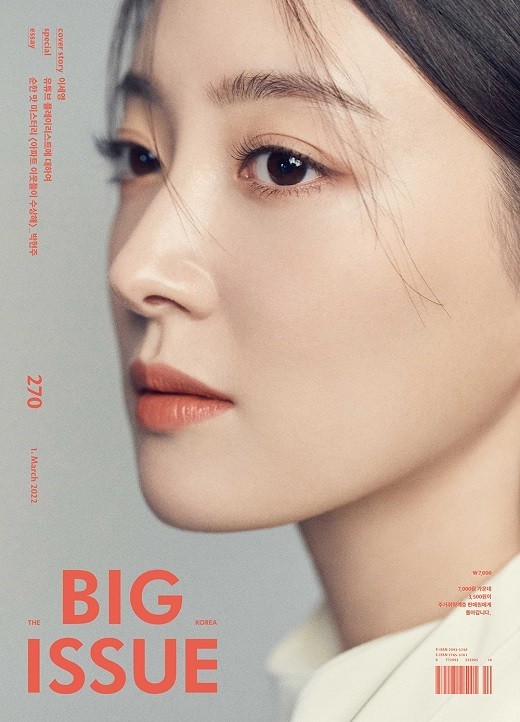 cover story 이세영
special 유튜브 플레이리스트에 대하여
essay 순한 맛 미스터리 <아파트 이웃들이 수상해>_박현주
270
1. March 2022
THE BIG KOREA
ISSUE
₩7,000
7,000원 가운데
3,500원이
주거취약계층 판매원에게
돌아갑니다.